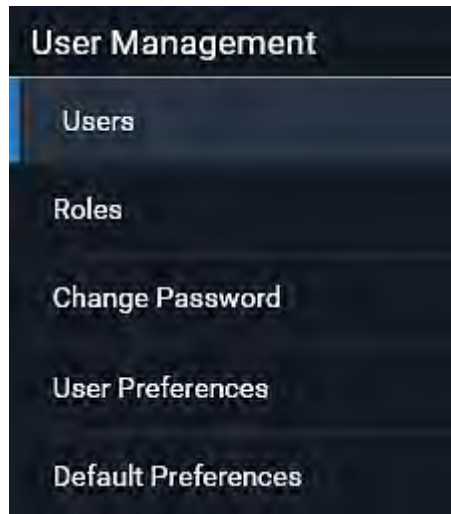 User Management
Users
Roles
Change Password
User Preferences
Default Preferences